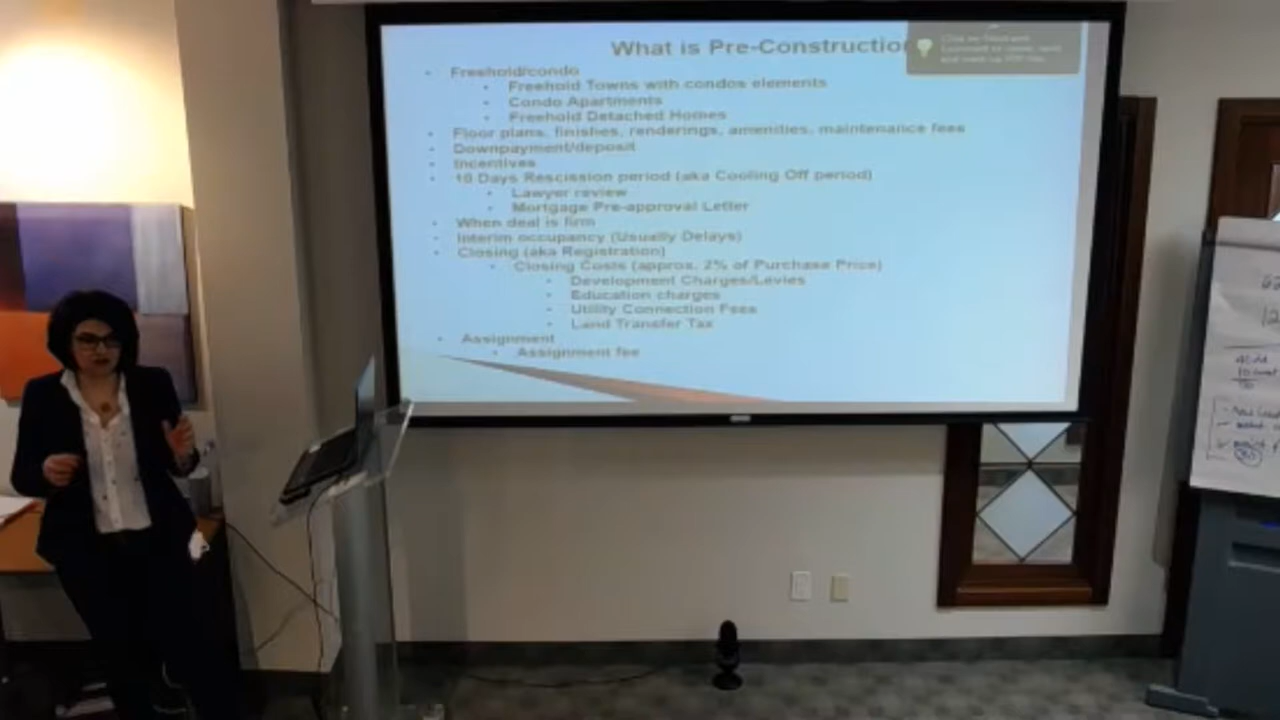 What is Pre-Construction
• Freehold/condo
• Freehold Towns with condos elements
• Condo Apartments
• Freehold Detached Homes
• Floor plans, finishes, renderings, amenities, maintenance fees
• Downpayment/deposit
• Incentives
• 10 Days Rescission period (aka Cooling Off period)
• Lawyer review
• Mortgage Pre-approval Letter
• When deal is firm
• Interim occupancy (Usually Delays)
• Closing (aka Registration)
• Closing Costs (approx. 2% of Purchase Price)
• Development Charges/Levies
• Education charges
• Utility Connection Fees
• Land Transfer Tax
• Assignment
• Assignment fee